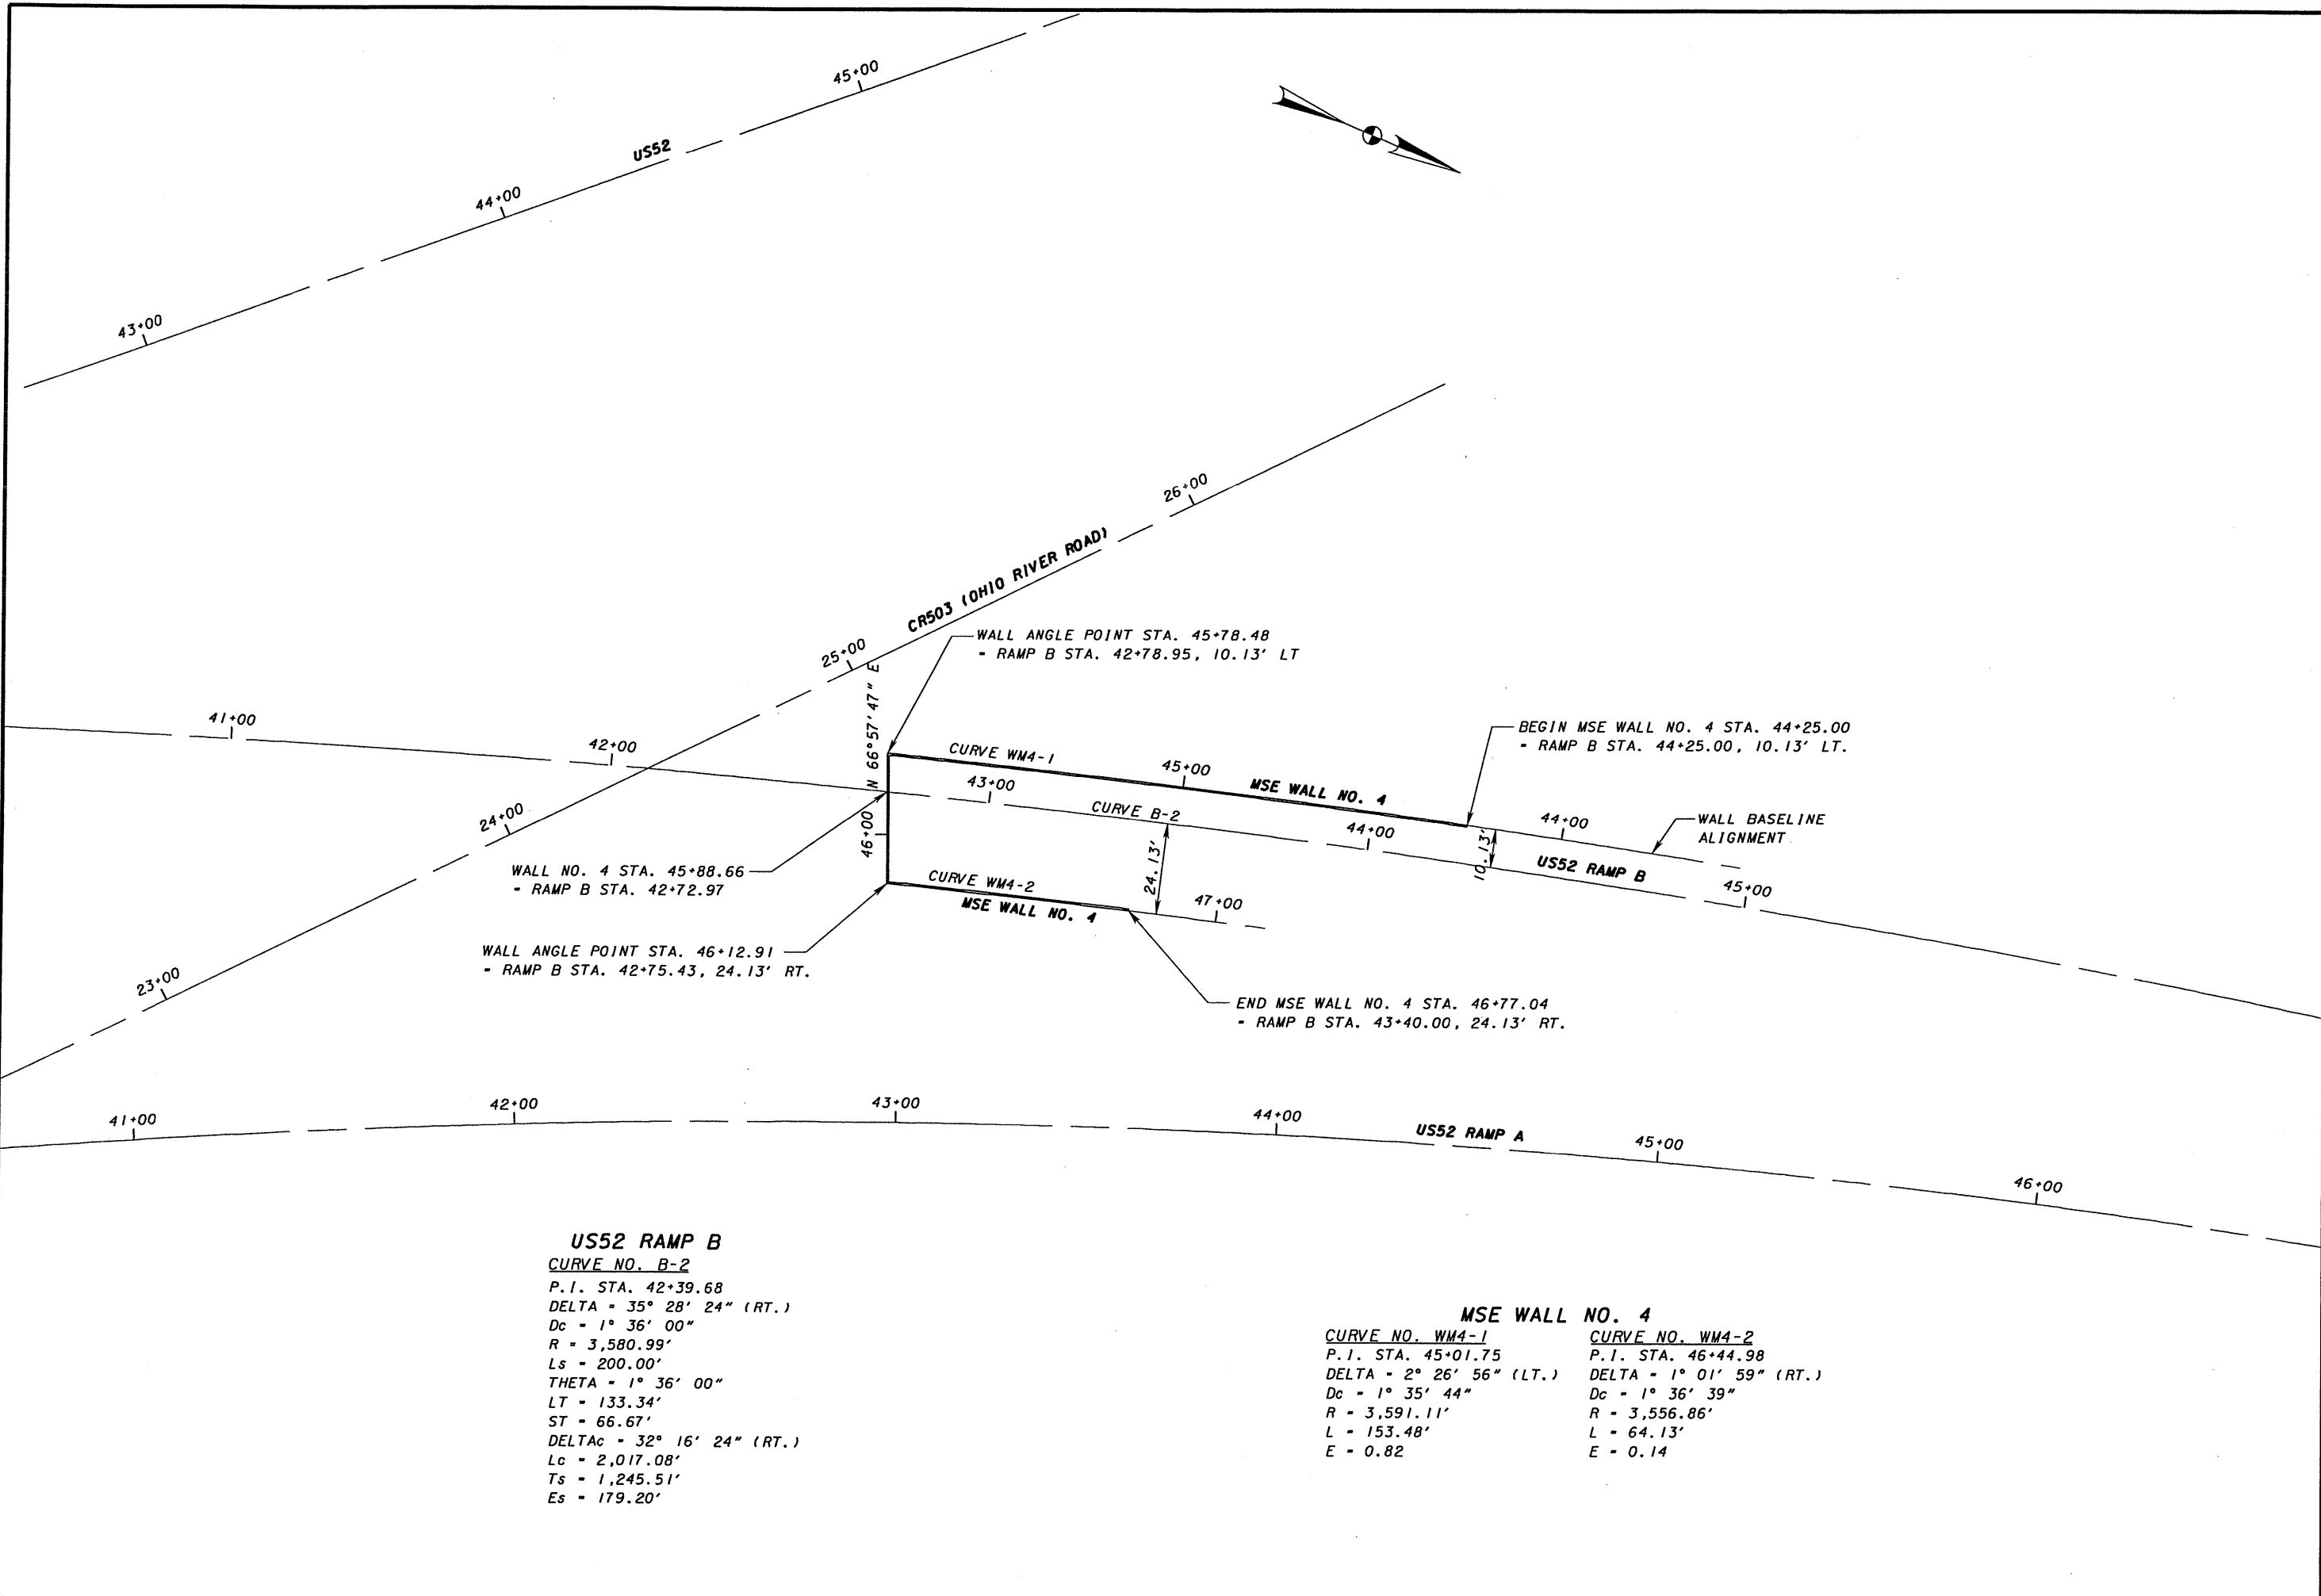 45+00
US52
44+00
43+00
26+00
CR503 (OHIO RIVER ROAD)
25+00
WALL ANGLE POINT STA. 45+78.48
= RAMP B STA. 42+78.95, 10.13' LT
N 66°57'47" E
41+00
42+00
BEGIN MSE WALL NO. 4 STA. 44+25.00
= RAMP B STA. 44+25.00, 10.13' LT.
CURVE WM4-1
45+00
MSE WALL NO. 4
43+00
CURVE B-2
44+00
44+00
WALL BASELINE
ALIGNMENT
24+00
46+00
10.13'
US52 RAMP B
45+00
WALL NO. 4 STA. 45+88.66
= RAMP B STA. 42+72.97
CURVE WM4-2
24.13'
MSE WALL NO. 4
47+00
WALL ANGLE POINT STA. 46+12.91
= RAMP B STA. 42+75.43, 24.13' RT.
23+00
END MSE WALL NO. 4 STA. 46+77.04
= RAMP B STA. 43+40.00, 24.13' RT.
41+00
42+00
43+00
44+00
US52 RAMP A
45+00
46+00
US52 RAMP B
CURVE NO. B-2
P.I. STA. 42+39.68
DELTA = 35° 28' 24" (RT.)
Dc = 1° 36' 00"
R = 3,580.99'
Ls = 200.00'
THETA = 1° 36' 00"
LT = 133.34'
ST = 66.67'
DELTAc = 32° 16' 24" (RT.)
Lc = 2,017.08'
Ts = 1,245.51'
Es = 179.20'
MSE WALL NO. 4
CURVE NO. WM4-1
P.I. STA. 45+01.75
DELTA = 2° 26' 56" (LT.)
Dc = 1° 35' 44"
R = 3,591.11'
L = 153.48'
E = 0.82
CURVE NO. WM4-2
P.I. STA. 46+44.98
DELTA = 1° 01' 59" (RT.)
Dc = 1° 36' 39"
R = 3,556.86'
L = 64.13'
E = 0.14